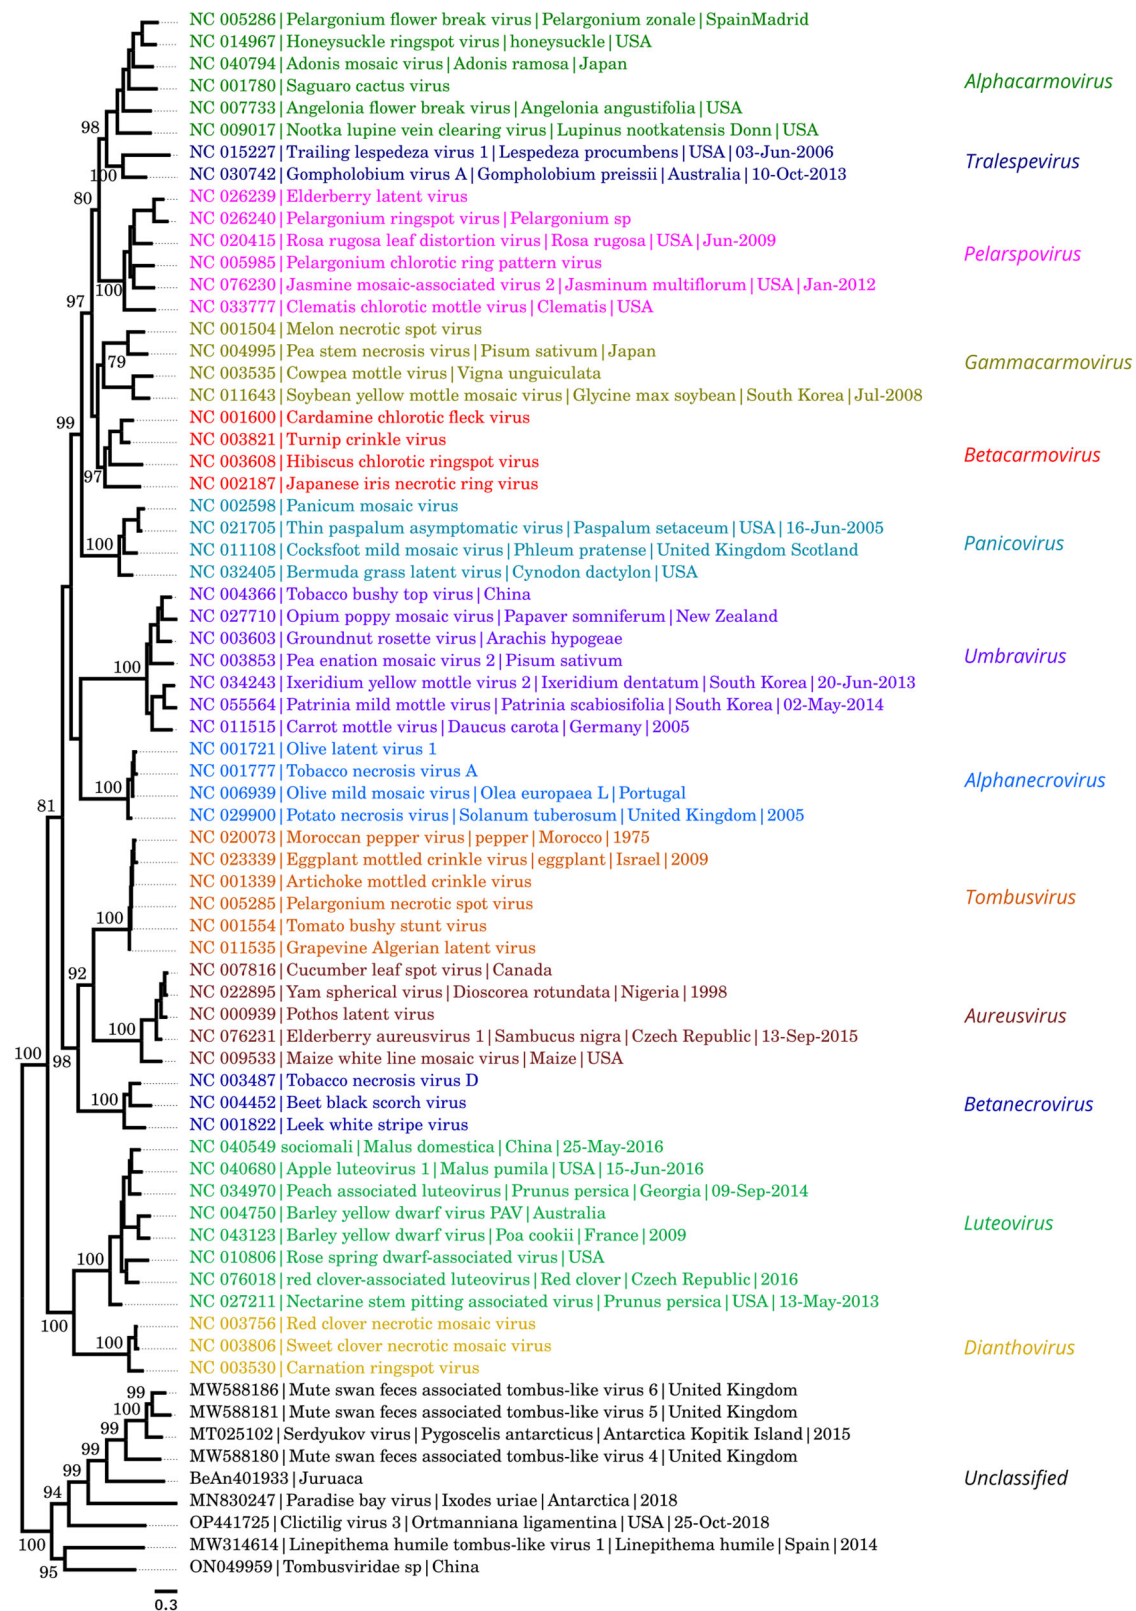 NC 005286|Pelargonium flower break virus|Pelargonium zonale|SpainMadrid
NC 014967|Honeysuckle ringspot virus|honeysuckle|USA
NC 040794|Adonis mosaic virus|Adonis ramosa|Japan
NC 001780|Saguaro cactus virus
Alphacarmovirus
NC 007733|Angelonia flower break virus|Angelonia angustifolia|USA
98
NC 009017|Nootka lupine vein clearing virus|Lupinus nootkatensis Donn|USA
NC 015227|Trailing lespedeza virus 1|Lespedeza procumbens|USA|03-Jun-2006
Tralespevirus
100
NC 030742|Gompholobium virus A|Gompholobium preissii|Australia|10-Oct-2013
80
NC 026239|Elderberry latent virus
NC 026240|Pelargonium ringspot virus|Pelargonium sp
NC 020415|Rosa rugosa leaf distortion virus|Rosa rugosa|USA|Jun-2009
Pelarspovirus
NC 005985|Pelargonium chlorotic ring pattern virus
100
NC 076230|Jasmine mosaic-associated virus 2|Jasminum multiflorum|USA|Jan-2012
97
NC 033777|Clematis chlorotic mottle virus|Clematis|USA
NC 001504|Melon necrotic spot virus
NC 004995|Pea stem necrosis virus|Pisum sativum|Japan
79
Gammacarmovirus
NC 003535|Cowpea mottle virus|Vigna unguiculata
NC 011643|Soybean yellow mottle mosaic virus|Glycine max soybean|South Korea|Jul-2008
99
NC 001600|Cardamine chlorotic fleck virus
NC 003821|Turnip crinkle virus
Betacarmovirus
NC 003608|Hibiscus chlorotic ringspot virus
97
NC 002187|Japanese iris necrotic ring virus
NC 002598|Panicum mosaic virus
NC 021705|Thin paspalum asymptomatic virus|Paspalum setaceum|USA|16-Jun-2005
100
Panicovirus
NC 011108|Cocksfoot mild mosaic virus|Phleum pratense|United Kingdom Scotland
NC 032405|Bermuda grass latent virus|Cynodon dactylon|USA
NC 004366|Tobacco bushy top virus|China
NC 027710|Opium poppy mosaic virus|Papaver somniferum|New Zealand
NC 003603|Groundnut rosette virus|Arachis hypogeae
Umbravirus
NC 003853|Pea enation mosaic virus 2|Pisum sativum
100
NC 034243|Ixeridium yellow mottle virus 2|Ixeridium dentatum|South Korea|20-Jun-2013
NC 055564|Patrinia mild mottle virus|Patrinia scabiosifolia|South Korea|02-May-2014
NC 011515|Carrot mottle virus|Daucus carota|Germany|2005
NC 001721|Olive latent virus 1
NC 001777|Tobacco necrosis virus A
Alphanecrovirus
100
NC 006939|Olive mild mosaic virus|Olea europaea L|Portugal
81
NC 029900|Potato necrosis virus|Solanum tuberosum|United Kingdom|2005
NC 020073|Moroccan pepper virus|pepper|Morocco|1975
NC 023339|Eggplant mottled crinkle virus|eggplant|Israel|2009
NC 001339|Artichoke mottled crinkle virus
Tombusvirus
NC 005285|Pelargonium necrotic spot virus
100
NC 001554|Tomato bushy stunt virus
NC 011535|Grapevine Algerian latent virus
92
NC 007816|Cucumber leaf spot virus|Canada
NC 022895|Yam spherical virus|Dioscorea rotundata|Nigeria|1998
NC 000939|Pothos latent virus
Aureusvirus
100
NC 076231|Elderberry aureusvirus 1|Sambucus nigra|Czech Republic|13-Sep-2015
100
98
NC 009533|Maize white line mosaic virus|Maize|USA
NC 003487|Tobacco necrosis virus D
100
NC 004452|Beet black scorch virus
Betanecrovirus
NC 001822|Leek white stripe virus
NC 040549 sociomali|Malus domestica|China|25-May-2016
NC 040680|Apple luteovirus 1|Malus pumila|USA|15-Jun-2016
NC 034970|Peach associated luteovirus|Prunus persica|Georgia|09-Sep-2014
NC 004750|Barley yellow dwarf virus PAV|Australia
Luteovirus
NC 043123|Barley yellow dwarf virus|Poa cookii|France|2009
100
NC 010806|Rose spring dwarf-associated virus|USA
NC 076018|red clover-associated luteovirus|Red clover|Czech Republic|2016
NC 027211|Nectarine stem pitting associated virus|Prunus persica|USA|13-May-2013
100
NC 003756|Red clover necrotic mosaic virus
100
NC 003806|Sweet clover necrotic mosaic virus
Dianthovirus
NC 003530|Carnation ringspot virus
99
MW588186|Mute swan feces associated tombus-like virus 6|United Kingdom
100
MW588181|Mute swan feces associated tombus-like virus 5|United Kingdom
99
MT025102|Serdyukov virus|Pygoscelis antarcticus|Antarctica Kopitik Island|2015
99
MW588180|Mute swan feces associated tombus-like virus 4|United Kingdom
99
BeAn401933|Juruaca
Unclassified
94
MN830247|Paradise bay virus|Ixodes uriae|Antarctica|2018
OP441725|Clictilig virus 3|Ortmanniana ligamentina|USA|25-Oct-2018
100
MW314614|Linepithema humile tombus-like virus 1|Linepithema humile|Spain|2014
95
ON049959|Tombusviridae sp|China
0.3